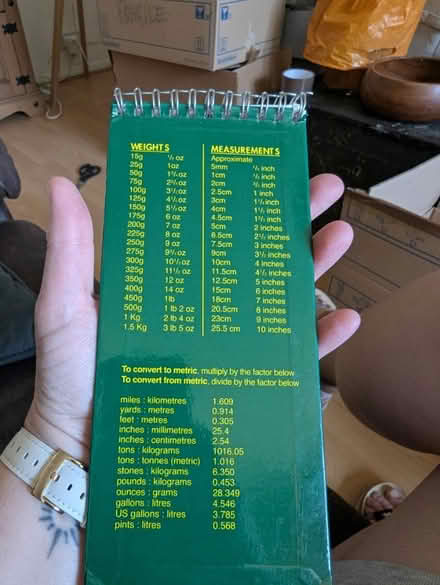 WEIGHTS
15g ½ oz
25g 1oz
50g 1¾ oz
75g 2¾ oz
100g 3½ oz
125g 4½ oz
150g 5½ oz
175g 6 oz
200g 7 oz
225g 8 oz
250g 9 oz
275g 9¾ oz
300g 10½ oz
325g 11½ oz
350g 12 oz
400g 14 oz
450g 1lb
500g 1 lb 2 oz
1 Kg 2 lb 4 oz
1.5 Kg 3 lb 5 oz
MEASUREMENTS
Approximate
5mm ¼ inch
1cm ½ inch
2cm ¾ inch
2.5cm 1 inch
3cm 1¼ inch
4cm 1½ inch
4.5cm 1¾ inch
5cm 2 inches
6.5cm 2½ inches
7.5cm 3 inches
9cm 3½ inches
10cm 4 inches
11.5cm 4½ inches
12.5cm 5 inches
15cm 6 inches
18cm 7 inches
20.5cm 8 inches
23cm 9 inches
25.5 cm 10 inches
To convert to metric, multiply by the factor below
To convert from metric, divide by the factor below
miles : kilometres 1.609
yards : metres 0.914
feet : metres 0.305
inches : millimetres 25.4
inches : centimetres 2.54
tons : kilograms 1016.05
tons : tonnes (metric) 1.016
stones : kilograms 6.350
pounds : kilograms 0.453
ounces : grams 28.349
gallons : litres 4.546
US gallons : litres 3.785
pints : litres 0.568